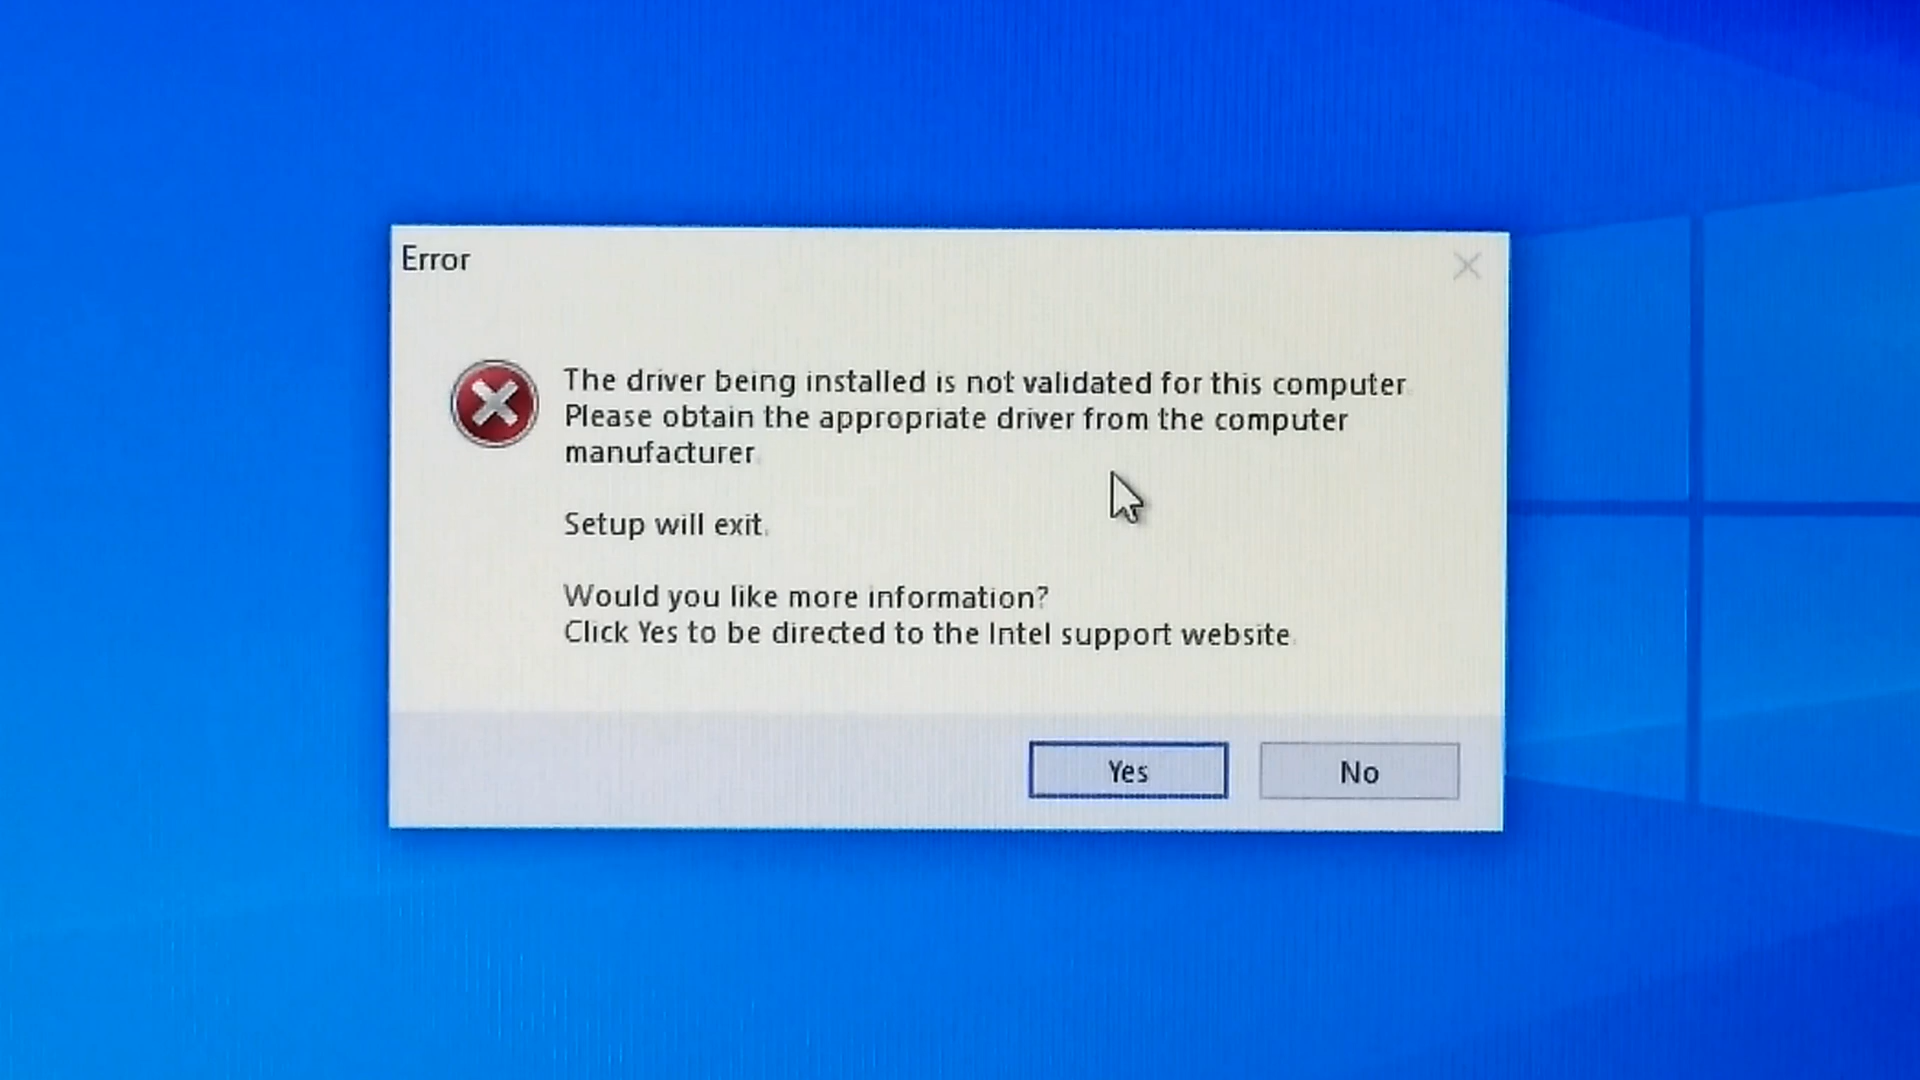 Error
The driver being installed is not validated for this computer.
Please obtain the appropriate driver from the computer
manufacturer.
Setup will exit.
Would you like more information?
Click Yes to be directed to the Intel support website.
Yes
No